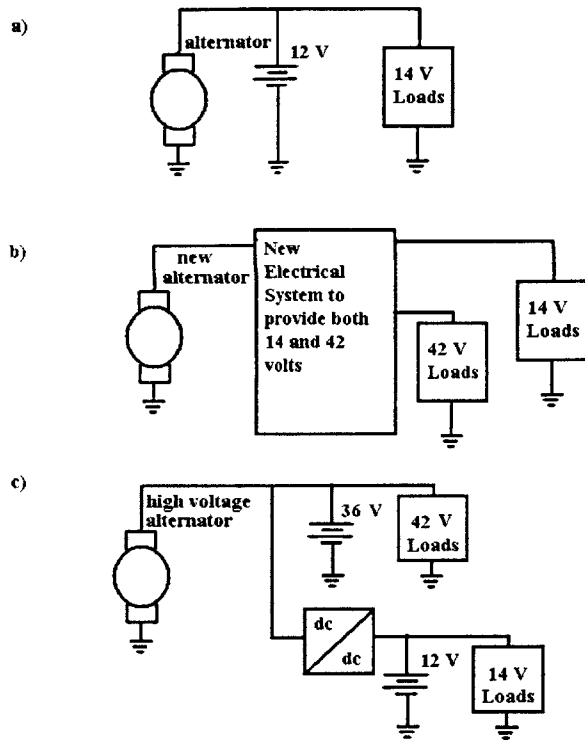 a)
alternator
12 V
14 V
Loads
b)
new
alternator
New
Electrical
System to
provide both
14 and 42
volts
42 V
Loads
14 V
Loads
c)
high voltage
alternator
36 V
42 V
Loads
dc
dc
12 V
14 V
Loads